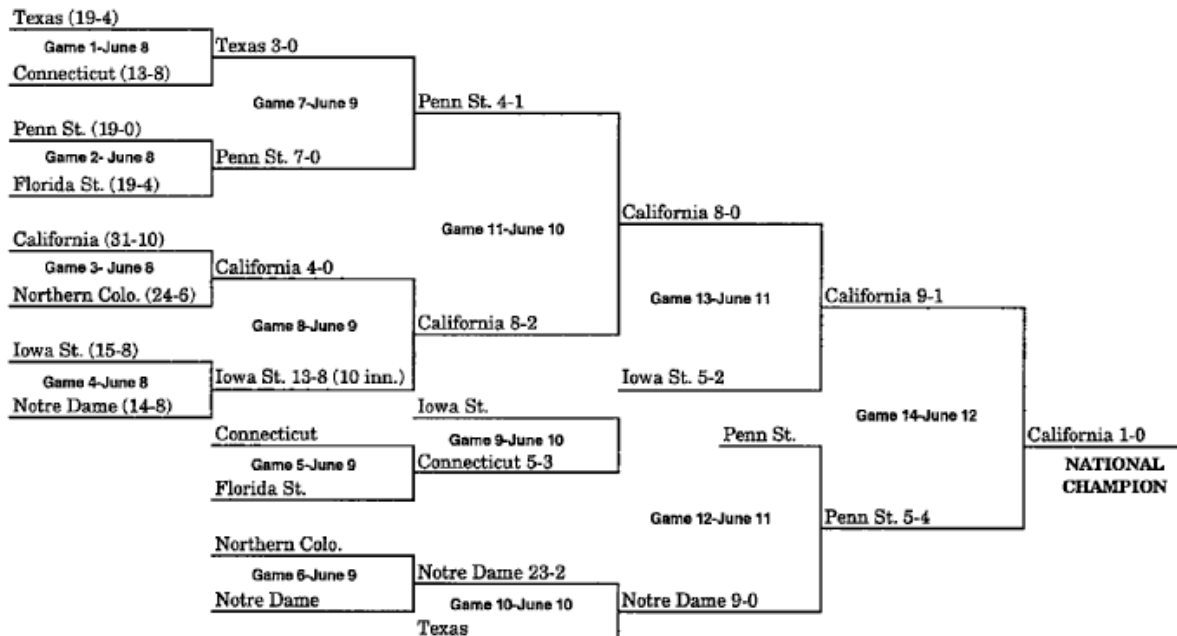 Texas (19-4)
Game 1-June 8
Texas 3-0
Connecticut (13-8)
Game 7-June 9
Penn St. 4-1
Penn St. (19-0)
Game 2- June 8
Penn St. 7-0
Florida St. (19-4)
California 8-0
Game 11-June 10
California (31-10)
Game 3- June 8
California 4-0
Northern Colo. (24-6)
Game 13-June 11
California 9-1
Game 8-June 9
California 8-2
Iowa St. (15-8)
Game 4-June 8
Iowa St. 13-8 (10 inn.)
Iowa St. 5-2
Notre Dame (14-8)
Iowa St.
Game 14-June 12
Connecticut
Game 9-June 10
Penn St.
California 1-0
Game 5-June 9
Connecticut 5-3
NATIONAL
CHAMPION
Florida St.
Game 12-June 11
Penn St. 5-4
Northern Colo.
Game 6-June 9
Notre Dame 23-2
Notre Dame
Game 10-June 10
Notre Dame 9-0
Texas